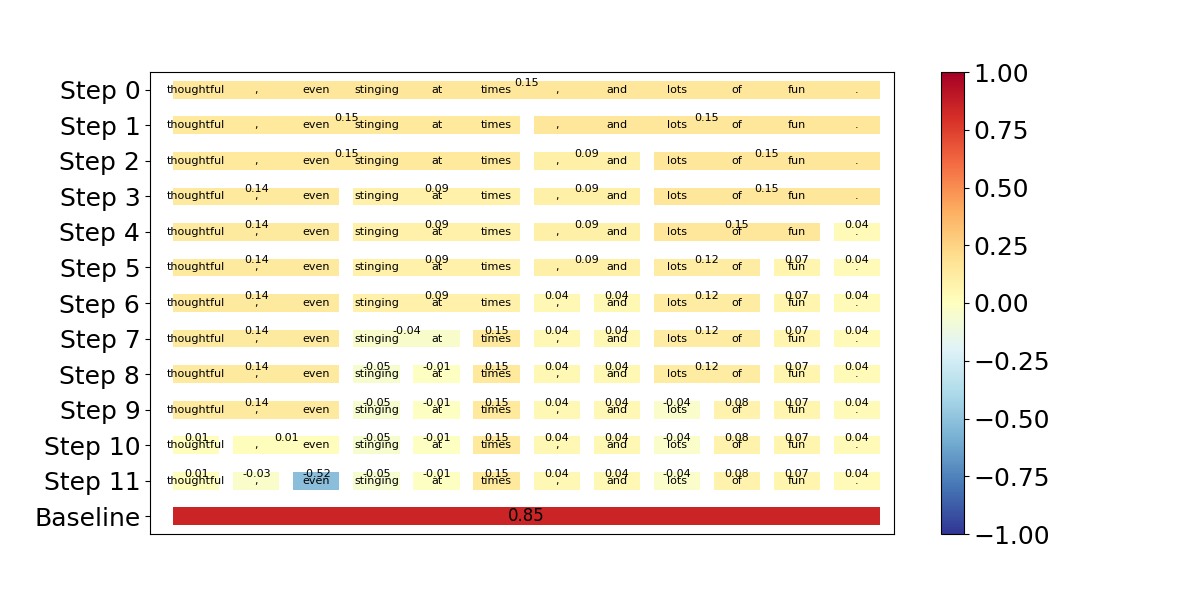 0.15
Step 0 thoughtful , even stinging at times , and lots of fun .
0.15 0.15
Step 1 thoughtful , even stinging at times , and lots of fun .
0.15 0.09 0.15
Step 2 thoughtful , even stinging at times , and lots of fun .
0.14 0.09 0.09 0.15
Step 3 thoughtful , even stinging at times , and lots of fun .
0.14 0.09 0.09 0.15 0.04
Step 4 thoughtful , even stinging at times , and lots of fun .
0.14 0.09 0.09 0.12 0.07 0.04
Step 5 thoughtful , even stinging at times , and lots of fun .
0.14 0.09 0.04 0.04 0.12 0.07 0.04
Step 6 thoughtful , even stinging at times , and lots of fun .
0.14 -0.04 0.15 0.04 0.04 0.12 0.07 0.04
Step 7 thoughtful , even stinging at times , and lots of fun .
0.14 -0.05 -0.01 0.15 0.04 0.04 0.12 0.07 0.04
Step 8 thoughtful , even stinging at times , and lots of fun .
0.14 -0.05 -0.01 0.15 0.04 0.04 -0.04 0.08 0.07 0.04
Step 9 thoughtful , even stinging at times , and lots of fun .
0.01 0.01 -0.05 -0.01 0.15 0.04 0.04 -0.04 0.08 0.07 0.04
Step 10 thoughtful , even stinging at times , and lots of fun .
0.01 -0.03 -0.52 -0.05 -0.01 0.15 0.04 0.04 -0.04 0.08 0.07 0.04
Step 11 thoughtful , even stinging at times , and lots of fun .
Baseline 0.85
1.00
0.75
0.50
0.25
0.00
−0.25
−0.50
−0.75
−1.00